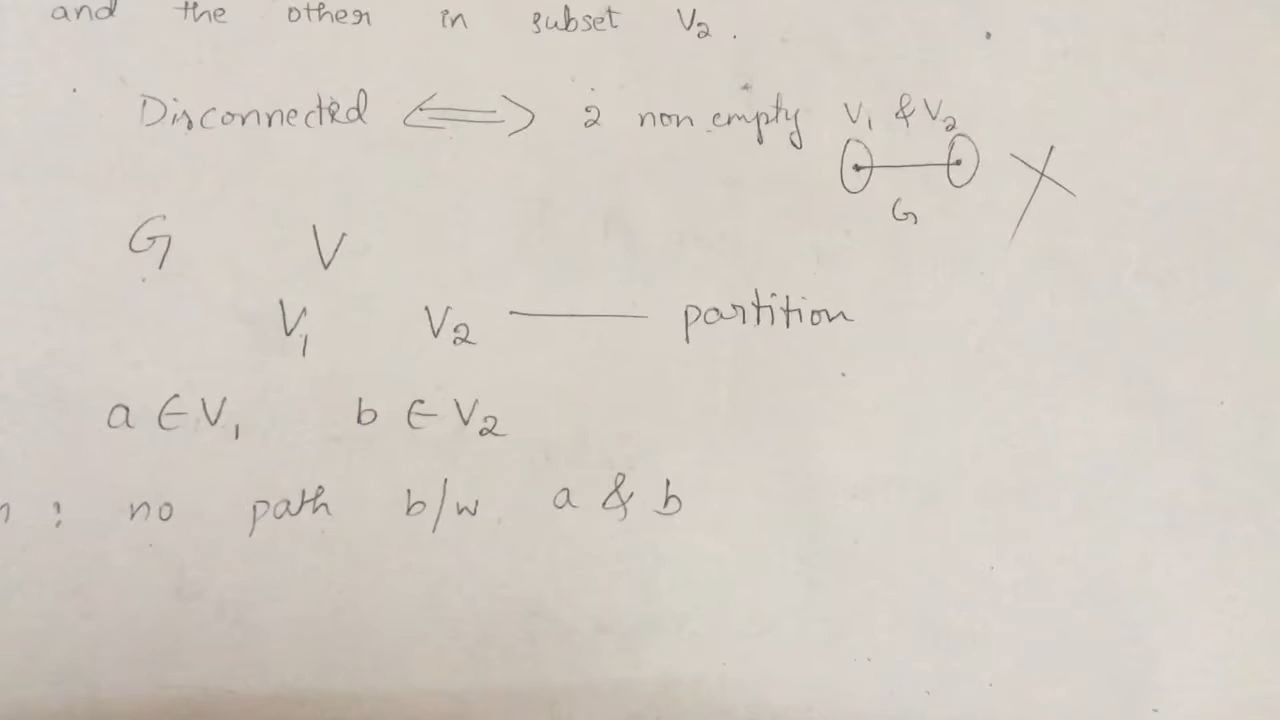 and the other in subset V₂ .
Disconnected ⟺ 2 non empty V₁ & V₂
G
G V
V₁ V₂ — partition
a ∈ V₁ b ∈ V₂
: no path b/w a & b